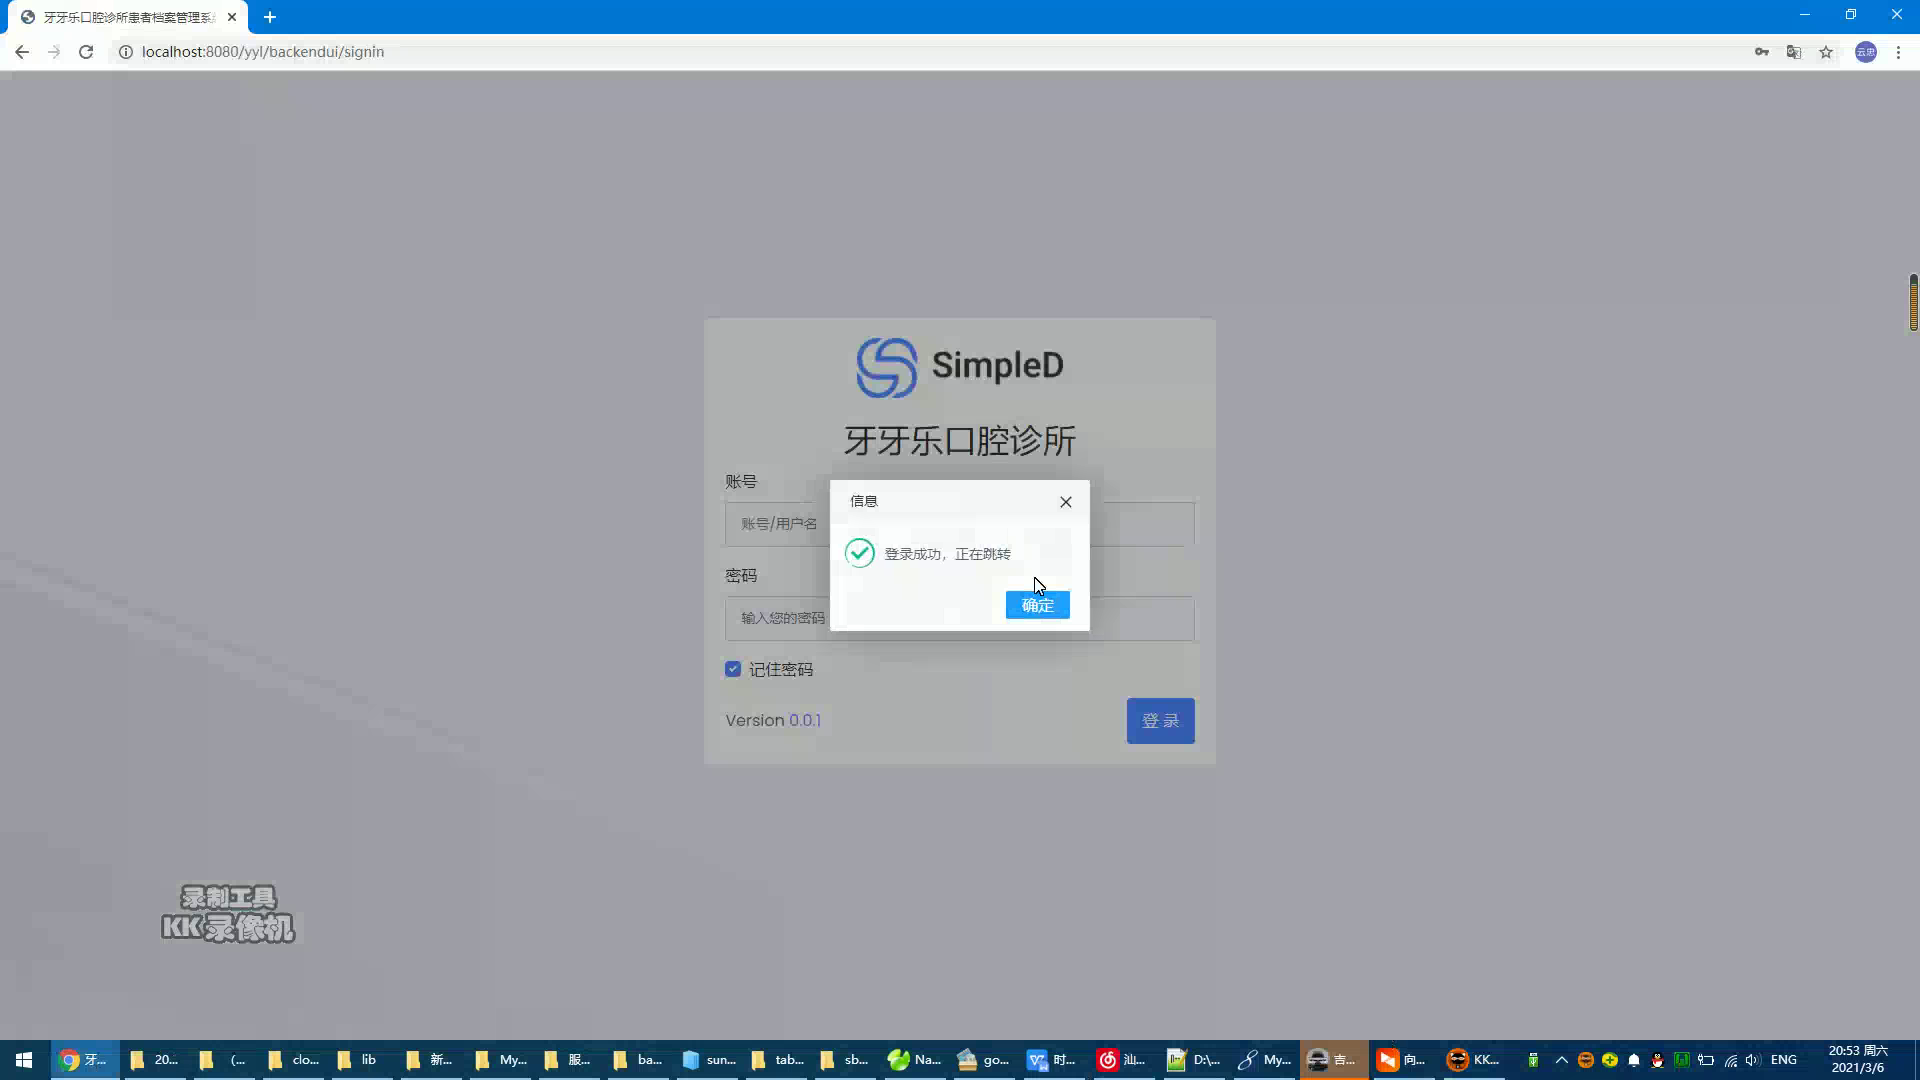 牙牙乐口腔诊所患者档案管理系
localhost:8080/yyl/backendui/signin
云忠
SimpleD
牙牙乐口腔诊所
账号
账号/用户名
信息
登录成功，正在跳转
确定
密码
输入您的密码
记住密码
Version 0.0.1
登 录
录制工具
KK 录像机
牙...
20...
(...
clo...
lib
新...
My...
服...
ba...
sun...
tab...
sb...
Na...
go...
时...
汕...
D:\...
My...
吉...
向...
KK...
ENG
20:53 周六
2021/3/6